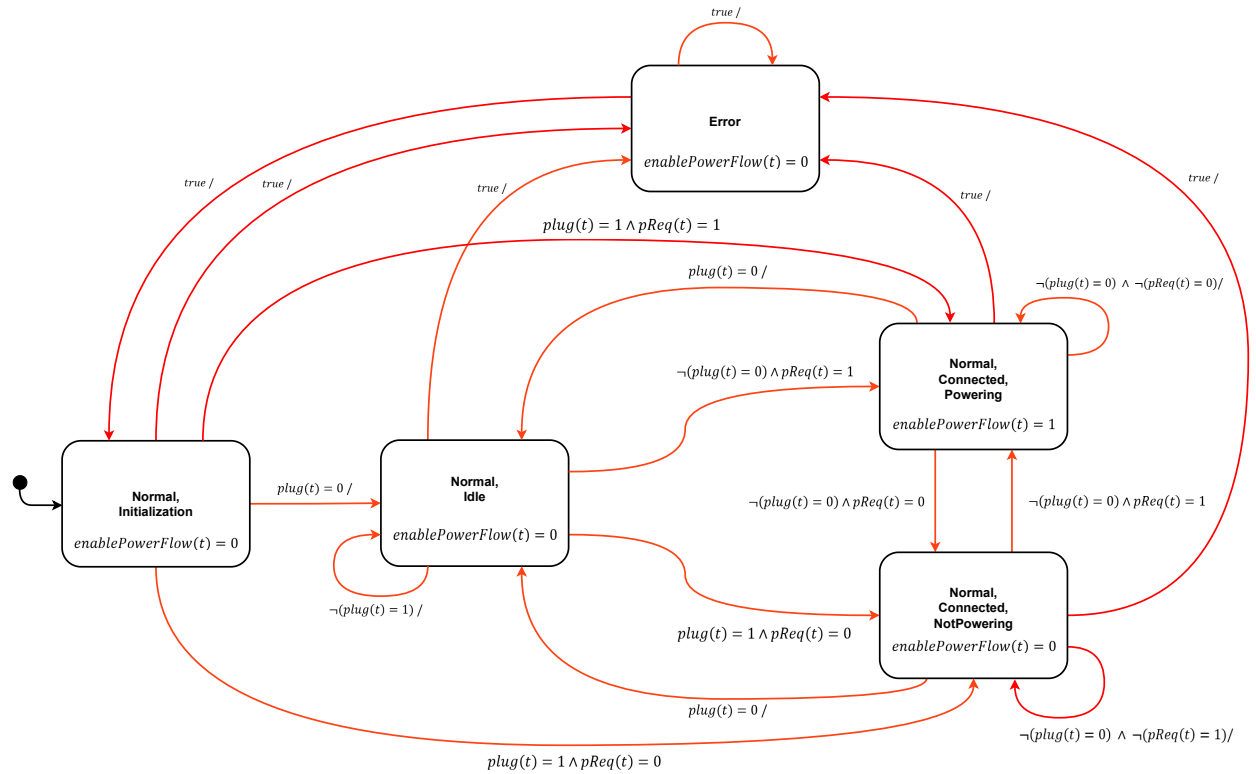 true /
Error
enablePowerFlow(t) = 0
true /
true /
true /
true /
true /
plug(t) = 1 ∧ pReq(t) = 1
plug(t) = 0 /
¬(plug(t) = 0) ∧ ¬(pReq(t) = 0)/
¬(plug(t) = 0) ∧ pReq(t) = 1
Normal,
Connected,
Powering
enablePowerFlow(t) = 1
Normal,
Initialization
enablePowerFlow(t) = 0
plug(t) = 0 /
Normal,
Idle
enablePowerFlow(t) = 0
¬(plug(t) = 0) ∧ pReq(t) = 0
¬(plug(t) = 0) ∧ pReq(t) = 1
¬(plug(t) = 1) /
plug(t) = 1 ∧ pReq(t) = 0
Normal,
Connected,
NotPowering
enablePowerFlow(t) = 0
plug(t) = 0 /
¬(plug(t) = 0) ∧ ¬(pReq(t) = 1)/
plug(t) = 1 ∧ pReq(t) = 0